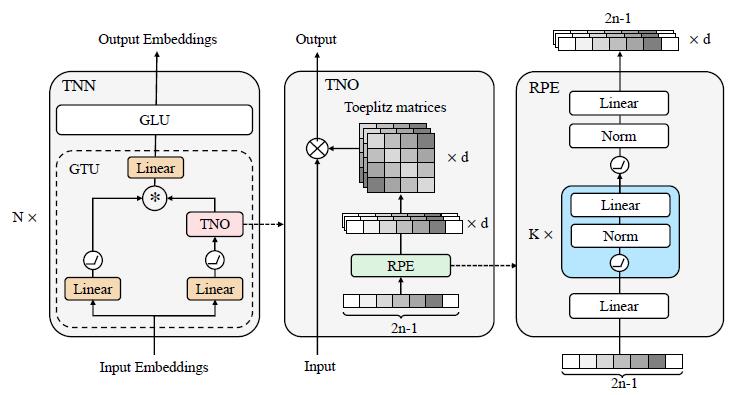 Output Embeddings
TNN
GLU
GTU
Linear
*
TNO
N ×
Linear
Linear
Input Embeddings
Output
TNO
Toeplitz matrices
× d
× d
RPE
2n-1
Input
2n-1
× d
RPE
Linear
Norm
Linear
K ×
Norm
Linear
2n-1